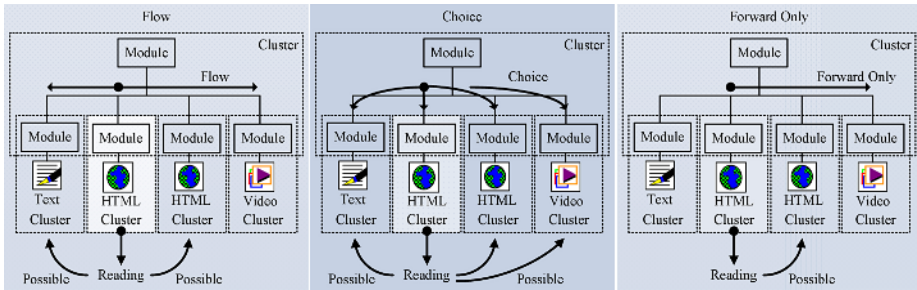 Flow
Cluster
Module
Flow
Module
Module
Module
Module
Text
Cluster
HTML
Cluster
HTML
Cluster
Video
Cluster
Possible
Reading
Possible
Choice
Cluster
Module
Choice
Module
Module
Module
Module
Text
Cluster
HTML
Cluster
HTML
Cluster
Video
Cluster
Possible
Reading
Possible
Forward Only
Cluster
Module
Forward Only
Module
Module
Module
Module
Text
Cluster
HTML
Cluster
HTML
Cluster
Video
Cluster
Reading
Possible